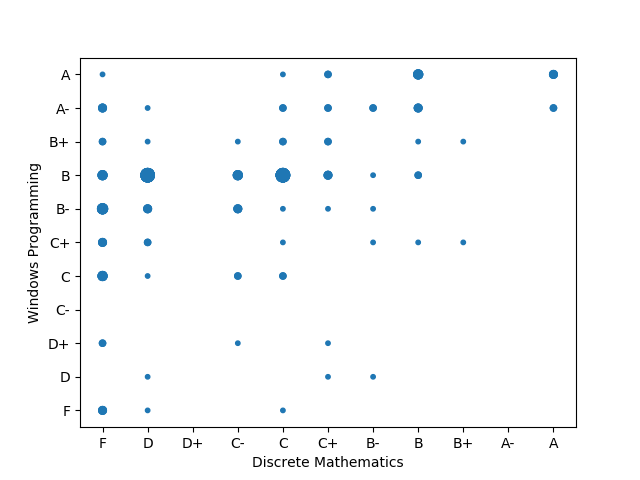 Windows Programming
A
A-
B+
B
B-
C+
C
C-
D+
D
F
F D D+ C- C C+ B- B B+ A- A
Discrete Mathematics